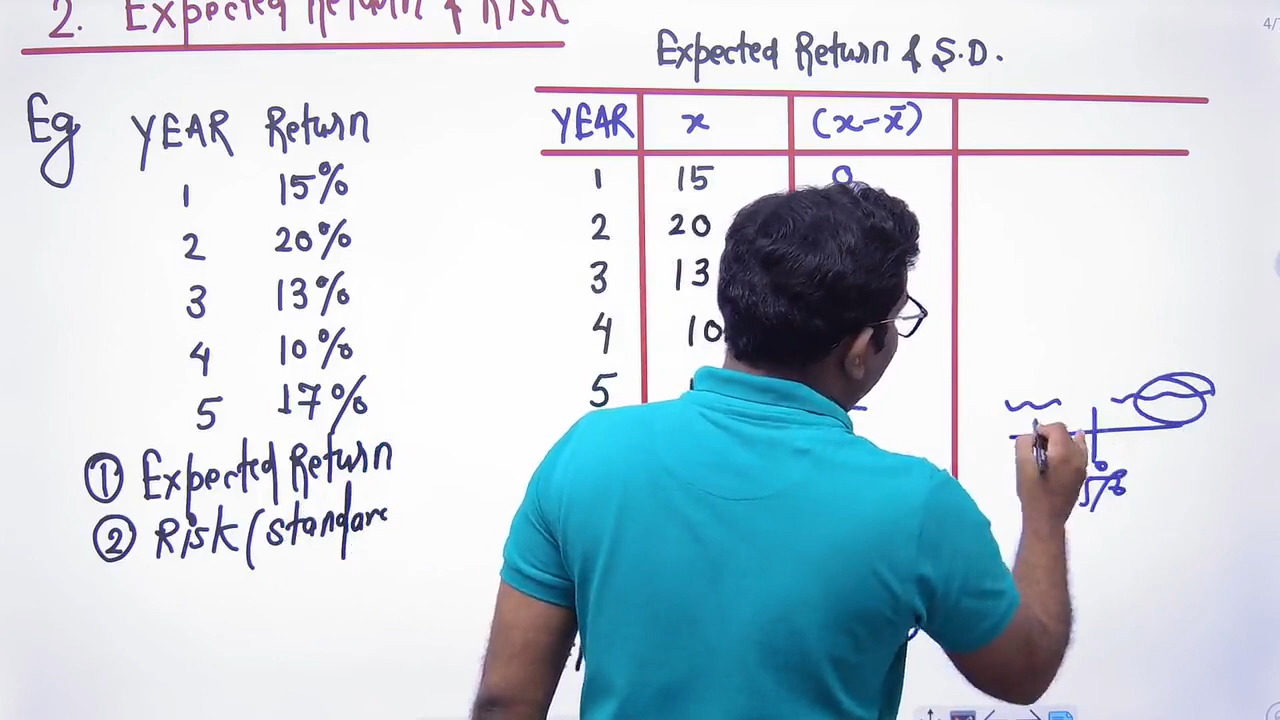 2. Expected Return & Risk
Expected Return & S.D.
Eg YEAR Return
1 15%
2 20%
3 13%
4 10%
5 17%
① Expected Return
② Risk (standard
YEAR x (x-x̄)
1 15 0
2 20
3 13
4 10
5